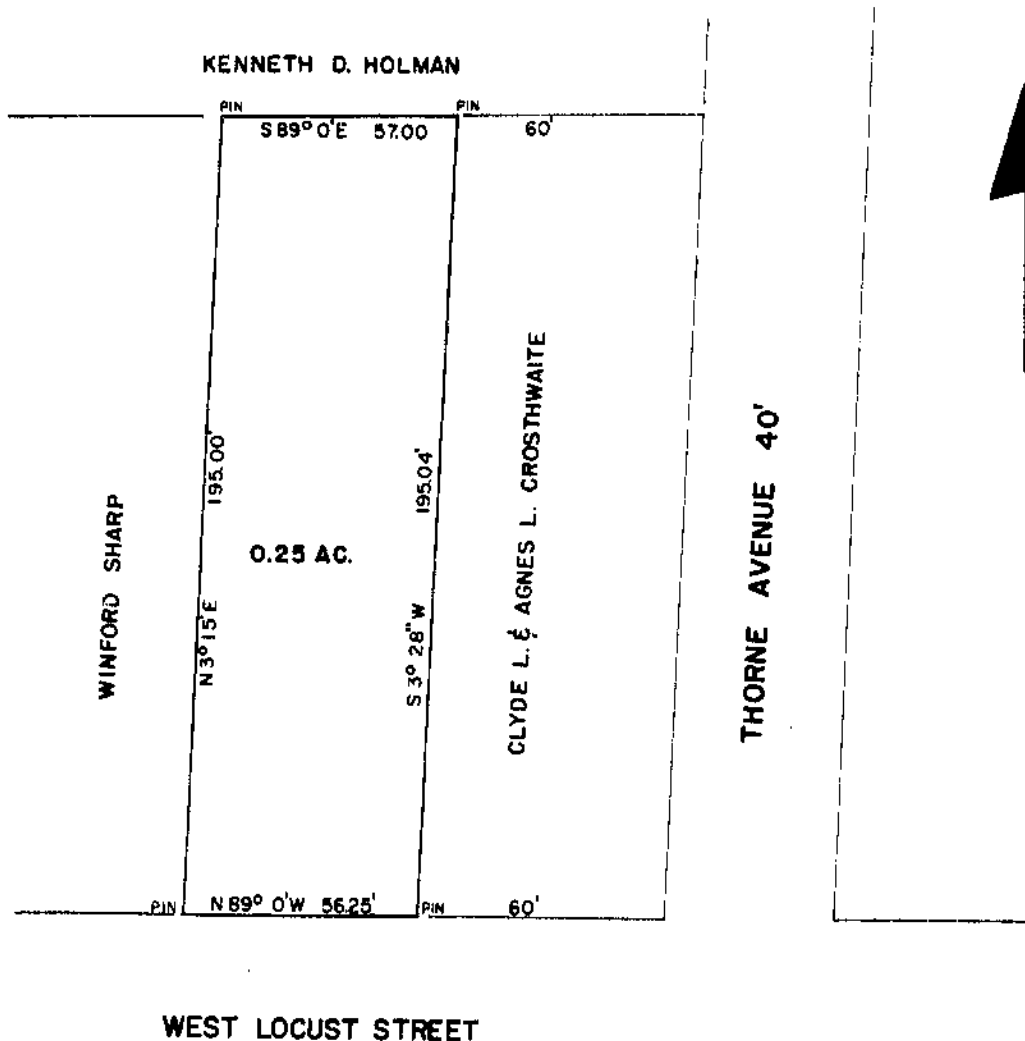 KENNETH D. HOLMAN
PIN
PIN
S 89° 0'E 57.00
60'
195.00'
N 3° 15' E
195.04'
S 3° 28" W
0.25 AC.
WINFORD SHARP
CLYDE L. & AGNES L. CROSTHWAITE
THORNE AVENUE 40'
PIN
N 89° 0'W 56.25'
PIN
60'
WEST LOCUST STREET